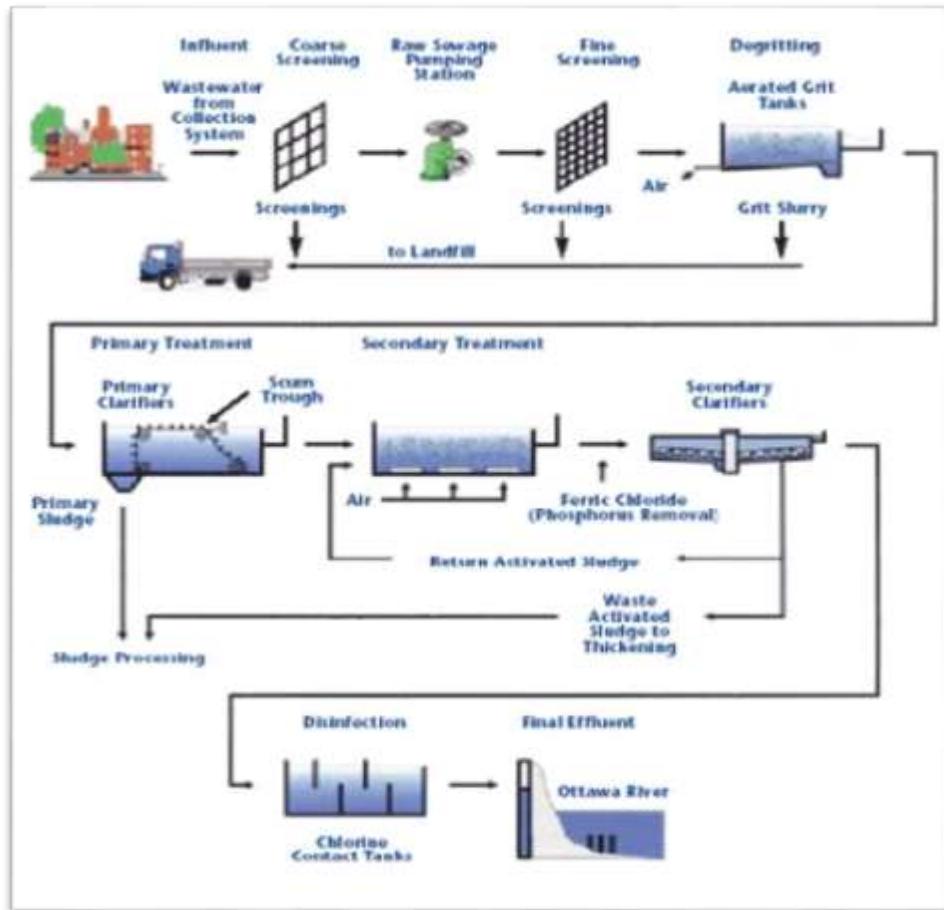 Influent
Coarse
Screening
Raw Sewage
Pumping
Station
Fine
Screening
Degritting
Wastewater
from
Collection
System
Aerated Grit
Tanks
Air
Screenings
Screenings
Grit Slurry
to Landfill
Primary Treatment
Secondary Treatment
Primary
Clarifiers
Scum
Trough
Secondary
Clarifiers
Primary
Sludge
Air
Ferric Chloride
(Phosphorus Removal)
Return Activated Sludge
Waste
Activated
Sludge to
Thickening
Sludge Processing
Disinfection
Final Effluent
Ottawa River
Chlorine
Contact Tanks